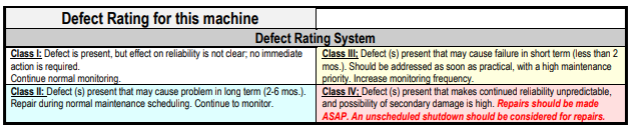 Defect Rating for this machine
Defect Rating System
Class I: Defect is present, but effect on reliability is not clear; no immediate
action is required.
Continue normal monitoring.
Class III: Defect (s) present that may cause failure in short term (less than 2
mos.). Should be addressed as soon as practical, with a high maintenance
priority. Increase monitoring frequency.
Class II: Defect (s) present that may cause problem in long term (2-6 mos.).
Repair during normal maintenance scheduling. Continue to monitor.
Class IV: Defect (s) present that makes continued reliability unpredictable,
and possibility of secondary damage is high. Repairs should be made
ASAP. An unscheduled shutdown should be considered for repairs.